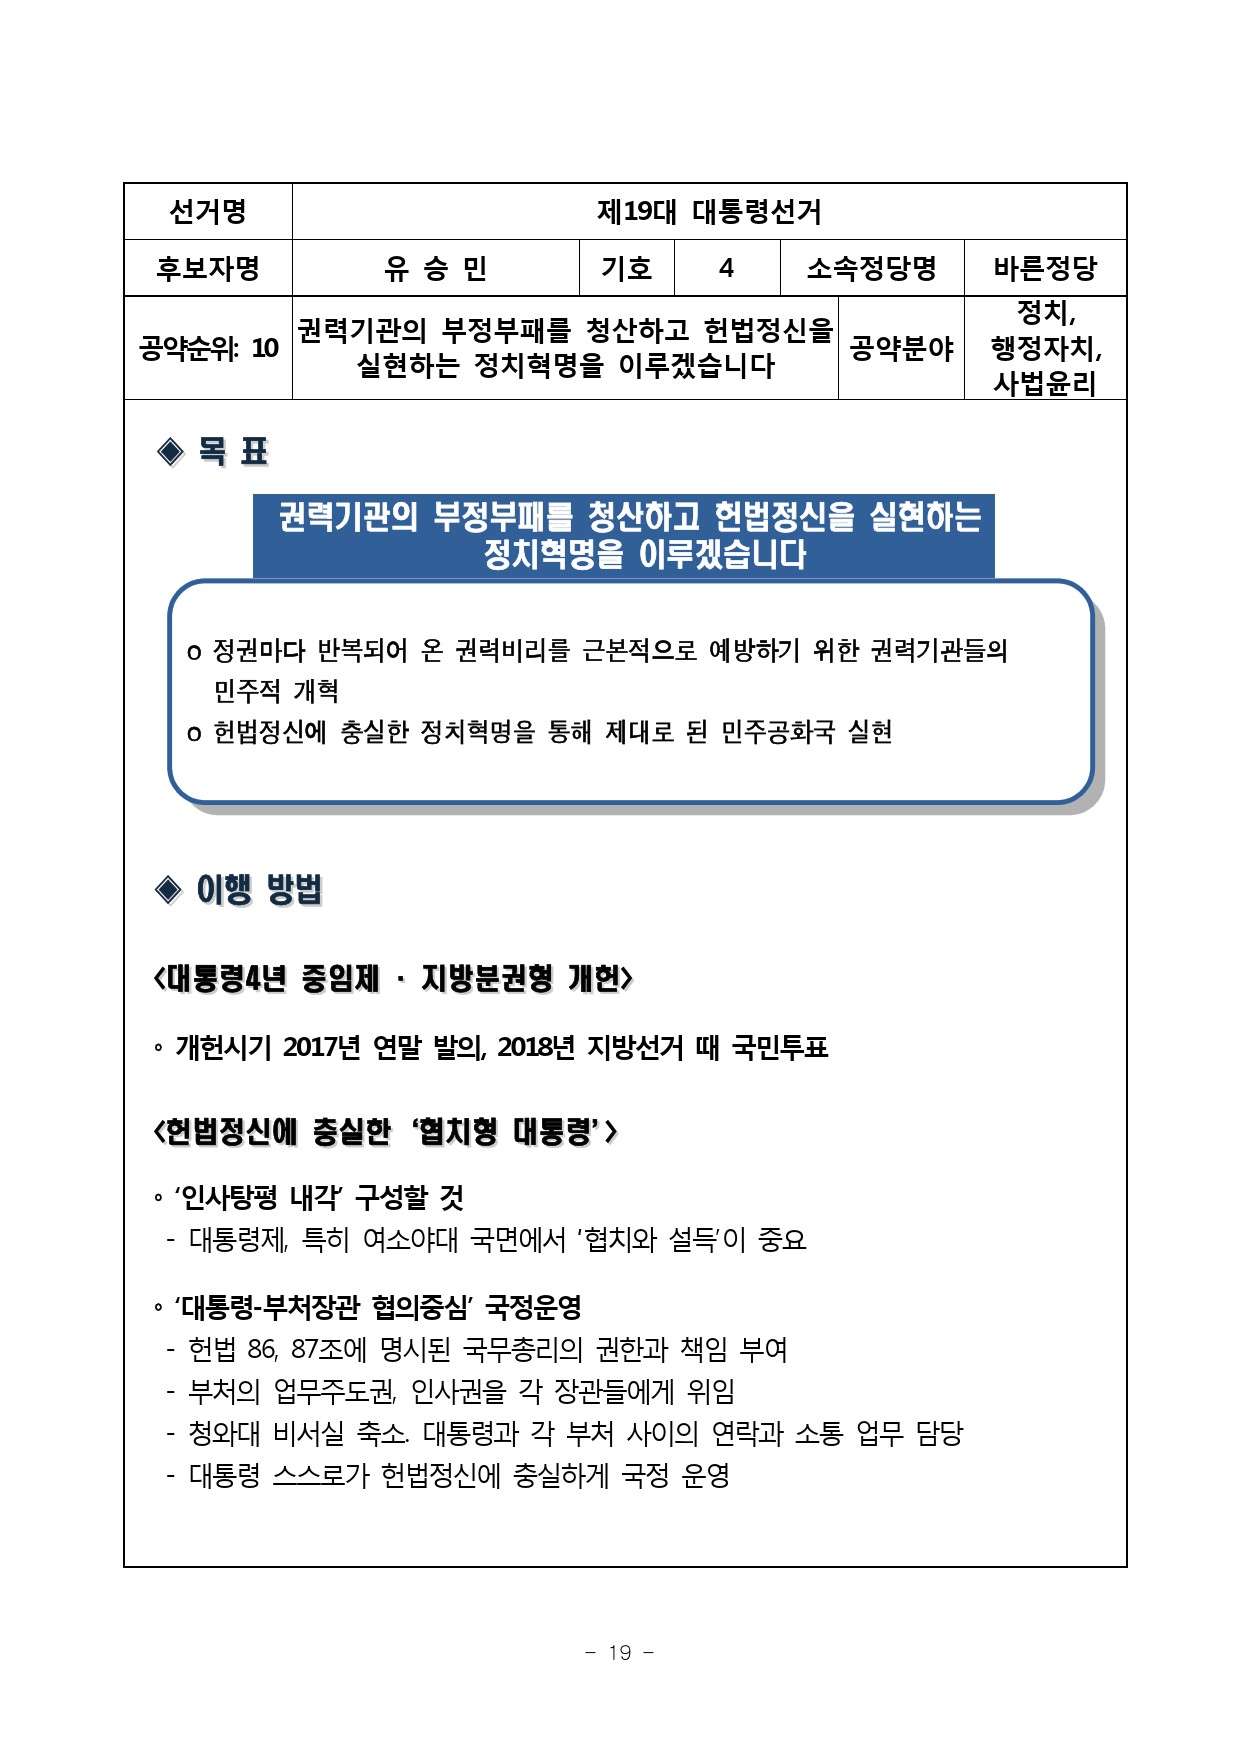 선거명 제19대 대통령선거
후보자명 유 승 민 기호 4 소속정당명 바른정당
공약순위: 10 권력기관의 부정부패를 청산하고 헌법정신을
실현하는 정치혁명을 이루겠습니다 공약분야 정치,
행정자치,
사법윤리
◈ 목 표
권력기관의 부정부패를 청산하고 헌법정신을 실현하는
정치혁명을 이루겠습니다
o 정권마다 반복되어 온 권력비리를 근본적으로 예방하기 위한 권력기관들의
민주적 개혁
o 헌법정신에 충실한 정치혁명을 통해 제대로 된 민주공화국 실현
◈ 이행 방법
<대통령4년 중임제 · 지방분권형 개헌>
◦ 개헌시기 2017년 연말 발의, 2018년 지방선거 때 국민투표
<헌법정신에 충실한 ‘협치형 대통령’>
◦ ‘인사탕평 내각’ 구성할 것
- 대통령제, 특히 여소야대 국면에서 '협치와 설득'이 중요
◦ ‘대통령-부처장관 협의중심’ 국정운영
- 헌법 86, 87조에 명시된 국무총리의 권한과 책임 부여
- 부처의 업무주도권, 인사권을 각 장관들에게 위임
- 청와대 비서실 축소. 대통령과 각 부처 사이의 연락과 소통 업무 담당
- 대통령 스스로가 헌법정신에 충실하게 국정 운영
- 19 -